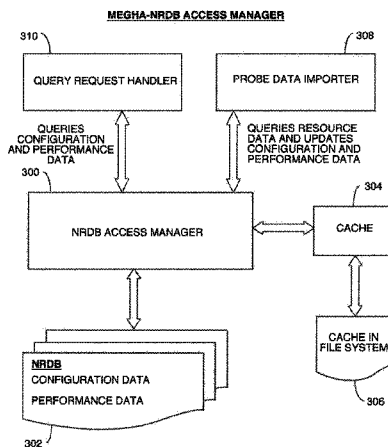 MEGHA-NRDB ACCESS MANAGER
310
308
QUERY REQUEST HANDLER
PROBE DATA IMPORTER
QUERIES
CONFIGURATION
AND PERFORMANCE
DATA
QUERIES RESOURCE
DATA AND UPDATES
CONFIGURATION AND
PERFORMANCE DATA
300
304
NRDB ACCESS MANAGER
CACHE
NRDB
CONFIGURATION DATA
PERFORMANCE DATA
CACHE IN
FILE SYSTEM
302
306